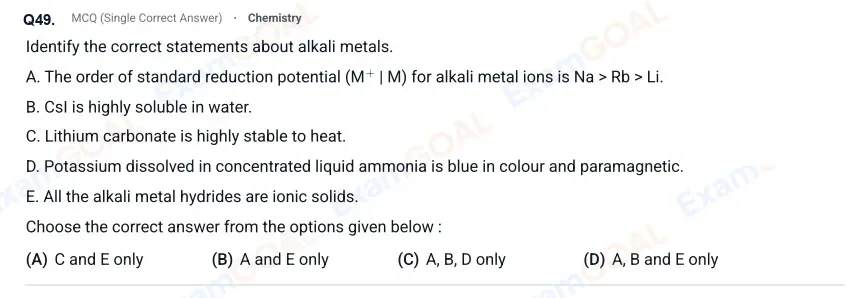 Q49. MCQ (Single Correct Answer) · Chemistry
Identify the correct statements about alkali metals.
A. The order of standard reduction potential (M⁺ | M) for alkali metal ions is Na > Rb > Li.
B. CsI is highly soluble in water.
C. Lithium carbonate is highly stable to heat.
D. Potassium dissolved in concentrated liquid ammonia is blue in colour and paramagnetic.
E. All the alkali metal hydrides are ionic solids.
Choose the correct answer from the options given below :
(A) C and E only (B) A and E only (C) A, B, D only (D) A, B and E only